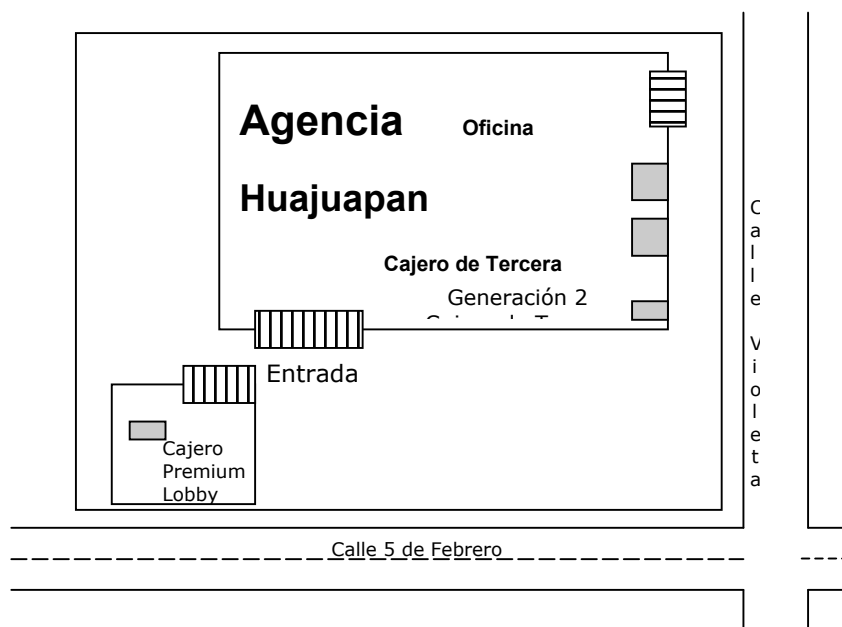 Agencia
Oficina
Huajuapan
Cajero de Tercera
Generación 2
Entrada
Cajero
Premium
Lobby
Calle Violeta
Calle 5 de Febrero